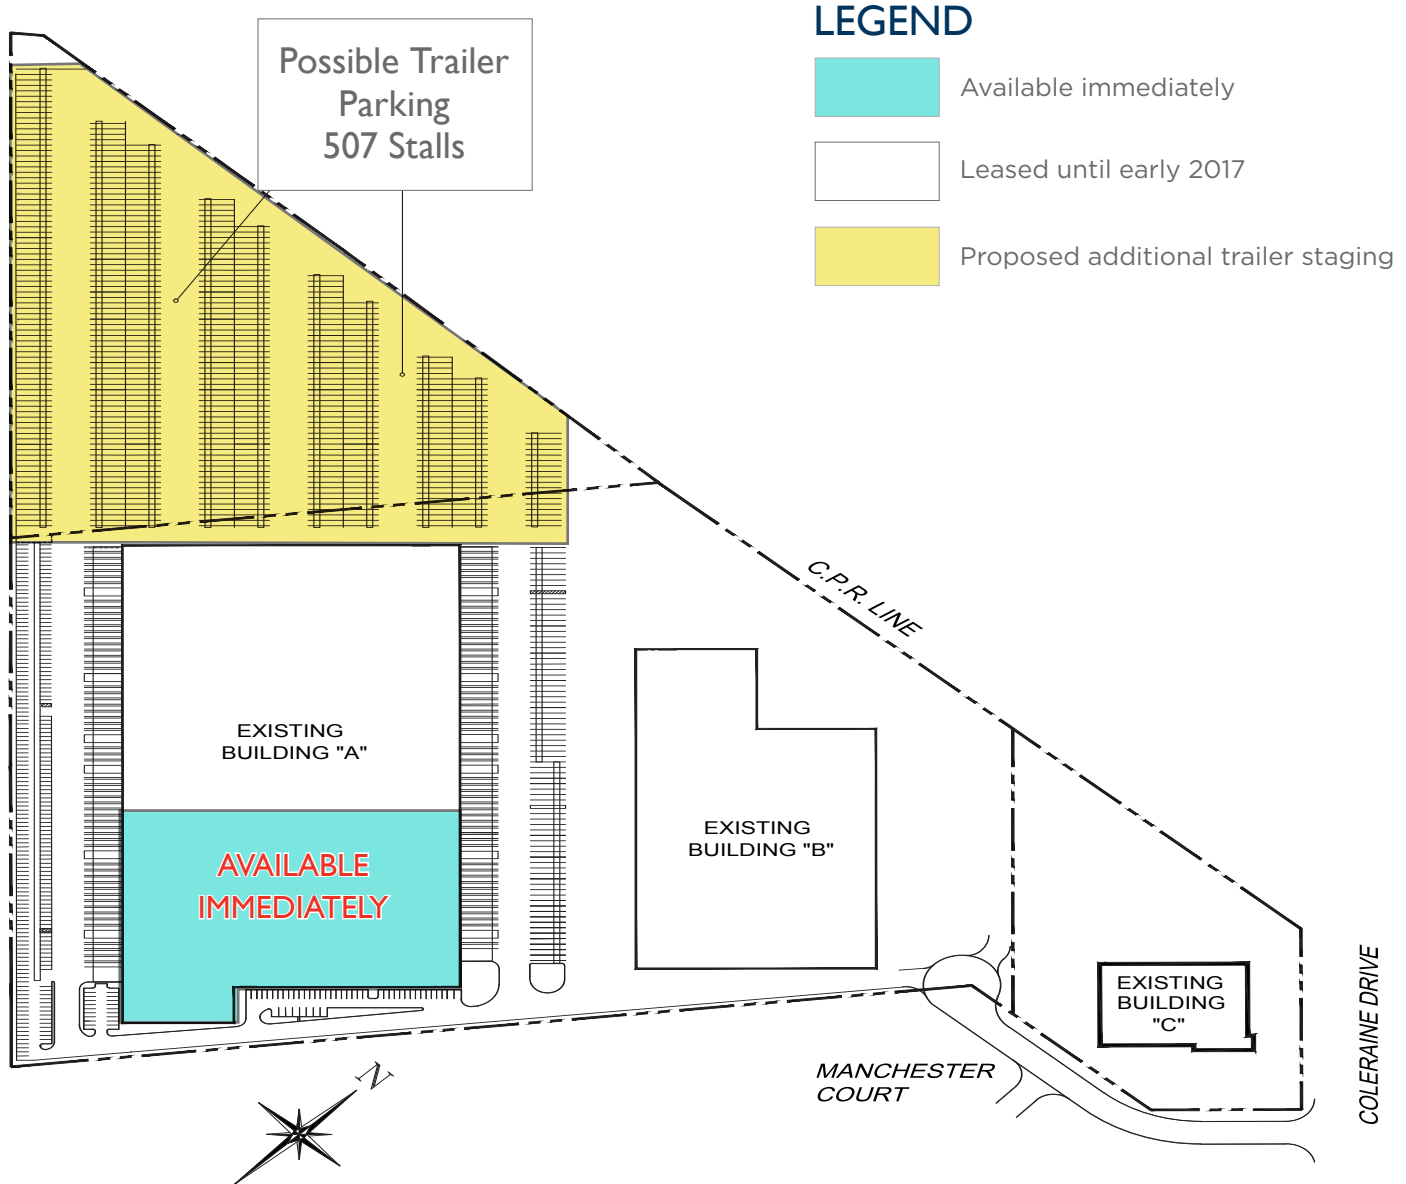 LEGEND
Available immediately
Leased until early 2017
Proposed additional trailer staging
Possible Trailer
Parking
507 Stalls
C.P.R. LINE
EXISTING
BUILDING "A"
AVAILABLE
IMMEDIATELY
EXISTING
BUILDING "B"
EXISTING
BUILDING
"C"
MANCHESTER
COURT
COLERAINE DRIVE
N